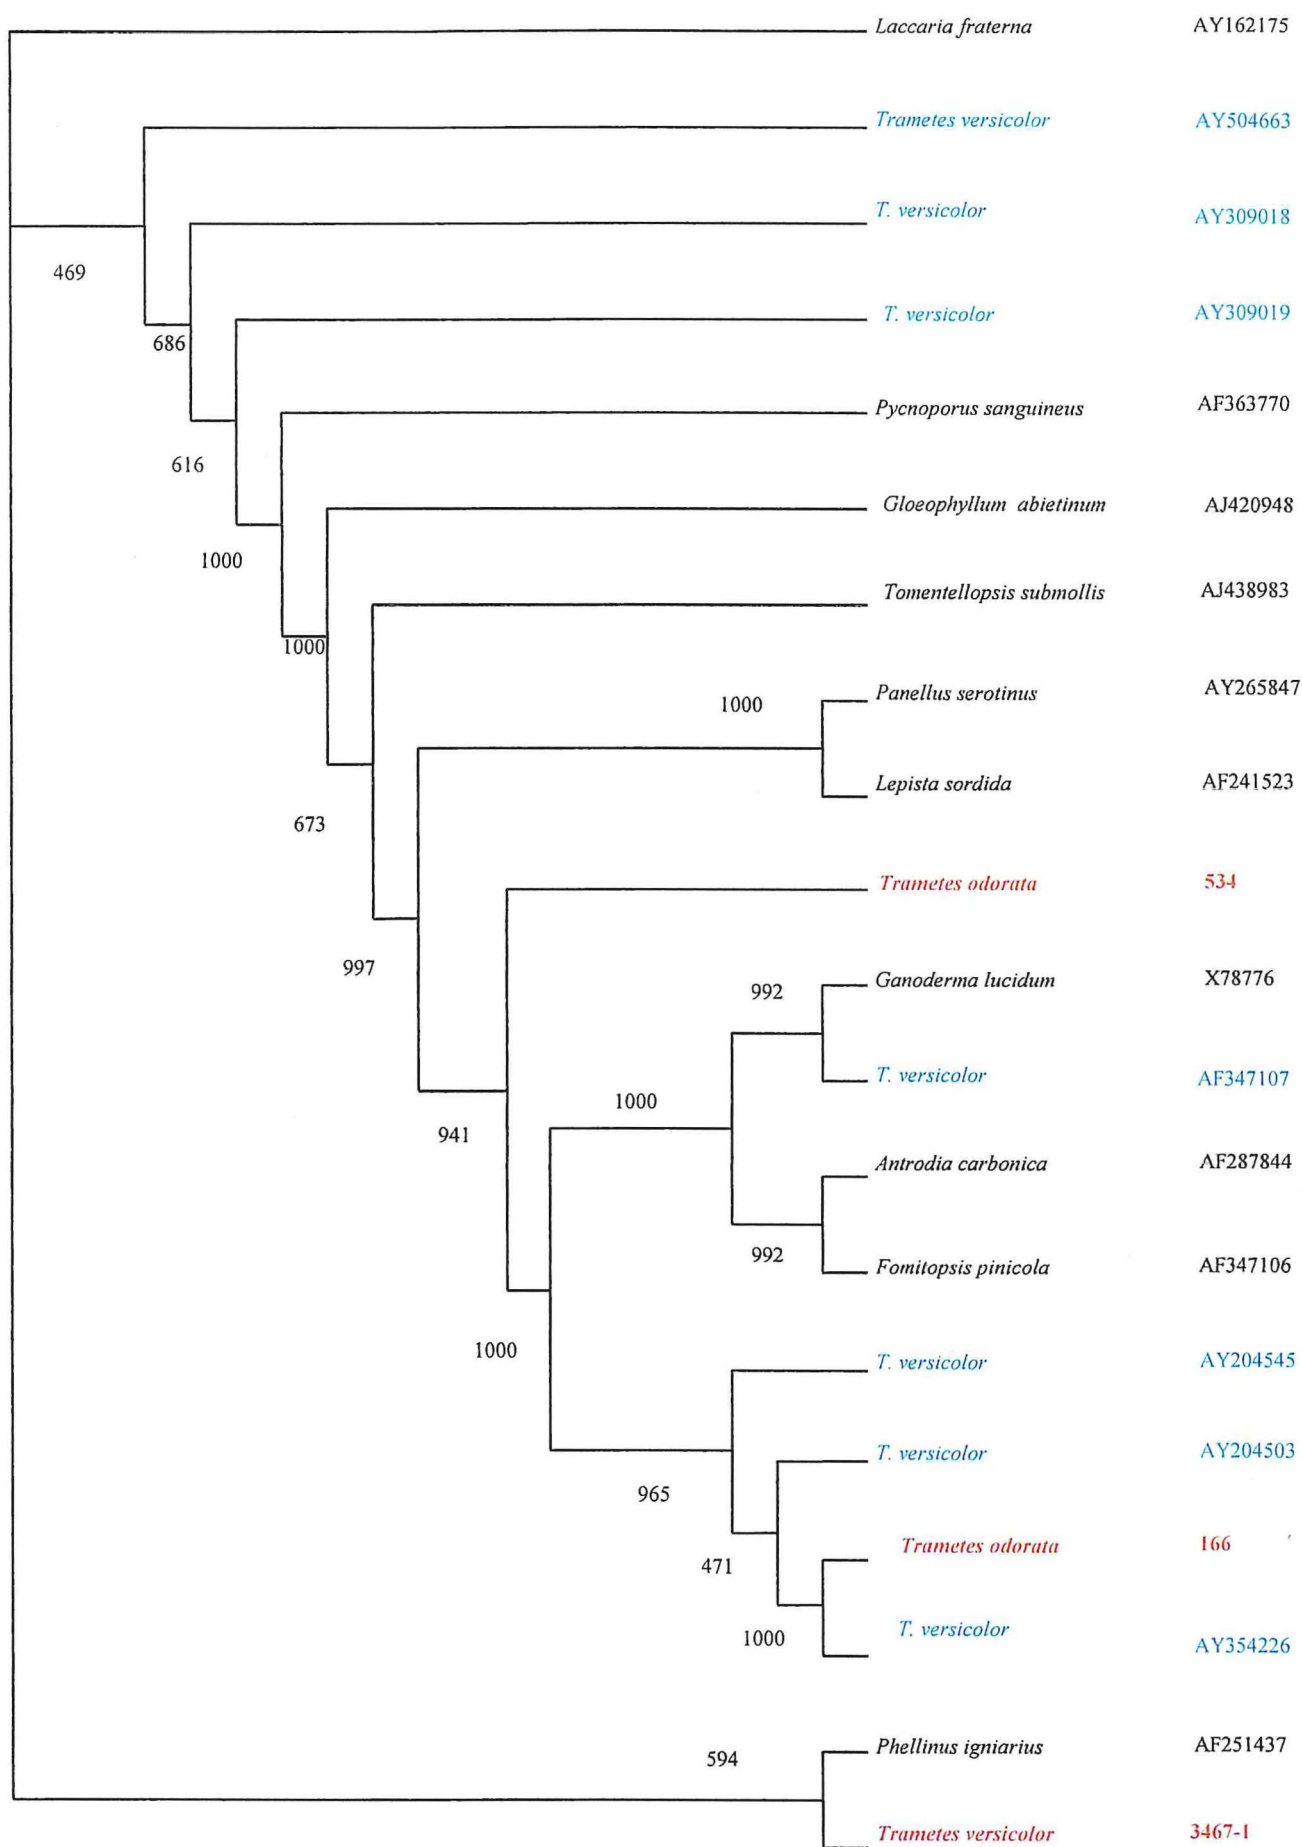 Laccaria fraterna AY162175
Trametes versicolor AY504663
T. versicolor AY309018
469
T. versicolor AY309019
686
Pycnoporus sanguineus AF363770
616
Gloeophyllum abietinum AJ420948
1000
Tomentellopsis submollis AJ438983
1000
Panellus serotinus AY265847
1000
Lepista sordida AF241523
673
Trametes odorata 534
997
Ganoderma lucidum X78776
992
T. versicolor AF347107
1000
941
Antrodia carbonica AF287844
992
Fomitopsis pinicola AF347106
1000
T. versicolor AY204545
T. versicolor AY204503
965
Trametes odorata 166
471
T. versicolor AY354226
1000
Phellinus igniarius AF251437
594
Trametes versicolor 3467-1